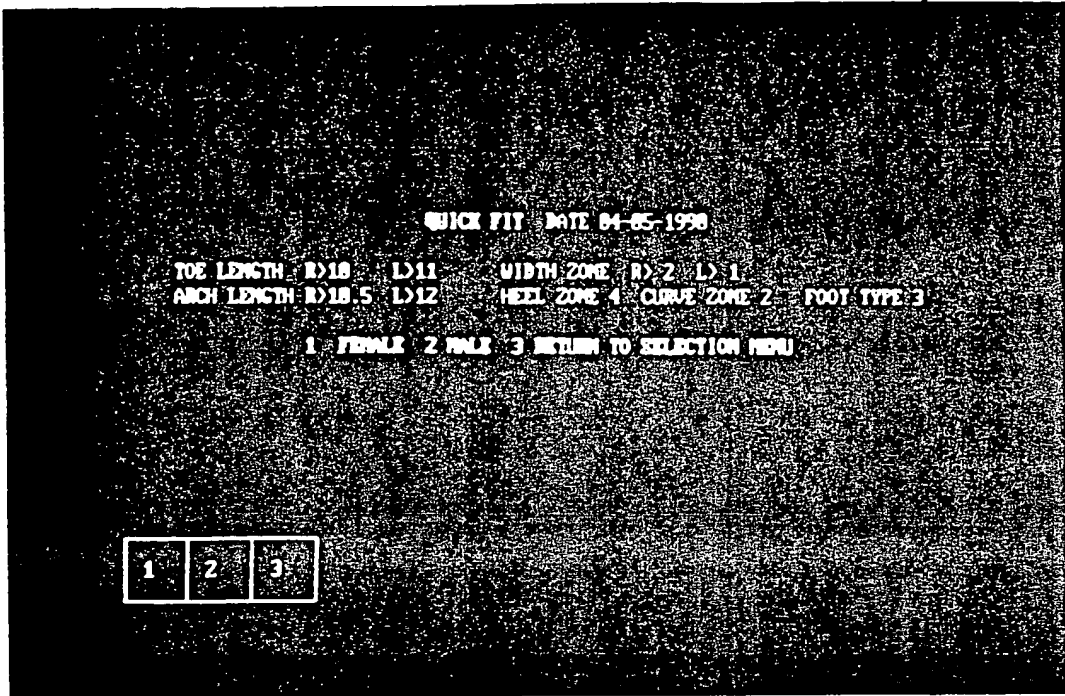 QUICK FIT DATE 04-05-1990
TOE LENGTH R>10 L>11 WIDTH ZONE R> 2 L> 1
ARCH LENGTH R>10.5 L>12 HEEL ZONE 4 CURVE ZONE 2 FOOT TYPE 3
1 FEMALE 2 MALE 3 RETURN TO SELECTION MENU
1 2 3